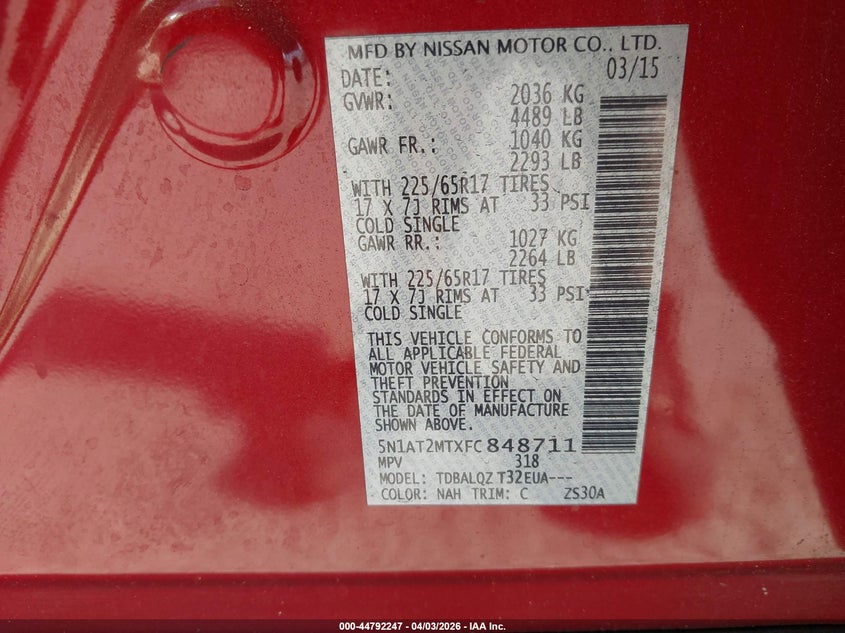 MFD BY NISSAN MOTOR CO., LTD.
DATE: 03/15
GVWR: 2036 KG
4489 LB
GAWR FR.: 1040 KG
2293 LB
WITH 225/65R17 TIRES
17 X 7J RIMS AT 33 PSI
COLD SINGLE
GAWR RR.: 1027 KG
2264 LB
WITH 225/65R17 TIRES
17 X 7J RIMS AT 33 PSI
COLD SINGLE
THIS VEHICLE CONFORMS TO
ALL APPLICABLE FEDERAL
MOTOR VEHICLE SAFETY AND
THEFT PREVENTION
STANDARDS IN EFFECT ON
THE DATE OF MANUFACTURE
SHOWN ABOVE.
5N1AT2MTXFC848711
MPV 318
MODEL: TDBALQZ T32EUA---
COLOR: NAH TRIM: C ZS30A
000-44792247 - 04/03/2026 - IAA Inc.